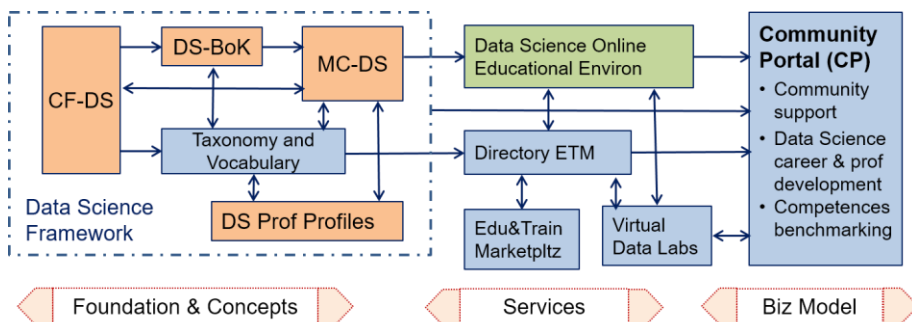 CF-DS
DS-BoK
MC-DS
Taxonomy and
Vocabulary
DS Prof Profiles
Data Science
Framework
Data Science Online
Educational Environ
Directory ETM
Edu&Train
Marketpltz
Virtual
Data Labs
Community
Portal (CP)
• Community
support
• Data Science
career & prof
development
• Competences
benchmarking
Foundation & Concepts
Services
Biz Model